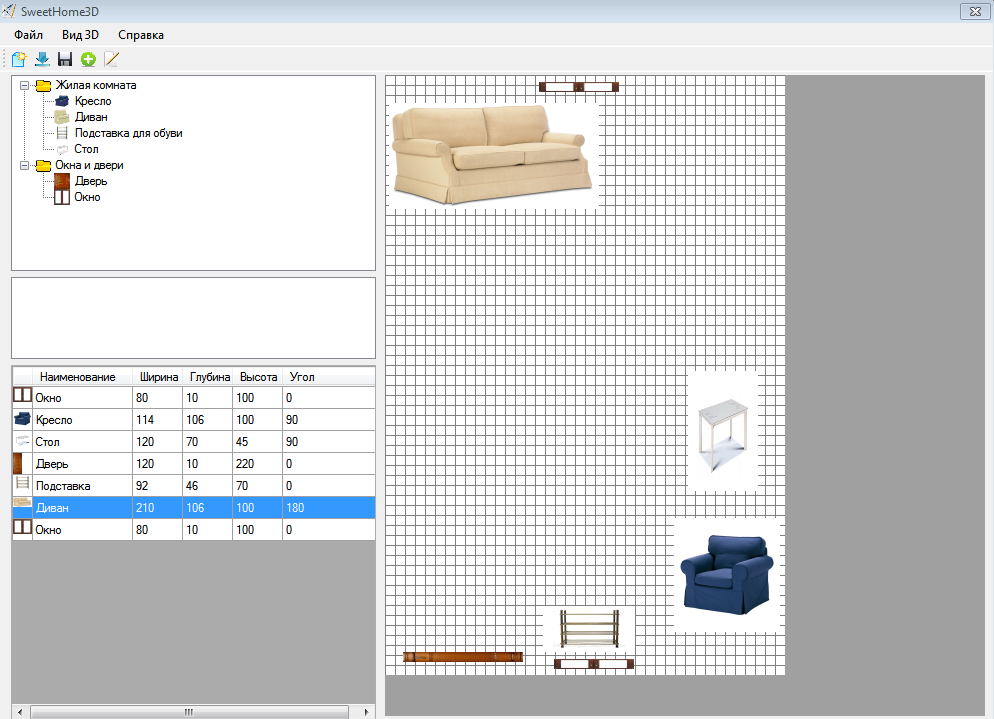 SweetHome3D
Файл Вид 3D Справка
Жилая комната
Кресло
Диван
Подставка для обуви
Стол
Окна и двери
Дверь
Окно
Наименование Ширина Глубина Высота Угол
Окно 80 10 100 0
Кресло 114 106 100 90
Стол 120 70 45 90
Дверь 120 10 220 0
Подставка 92 46 70 0
Диван 210 106 100 180
Окно 80 10 100 0